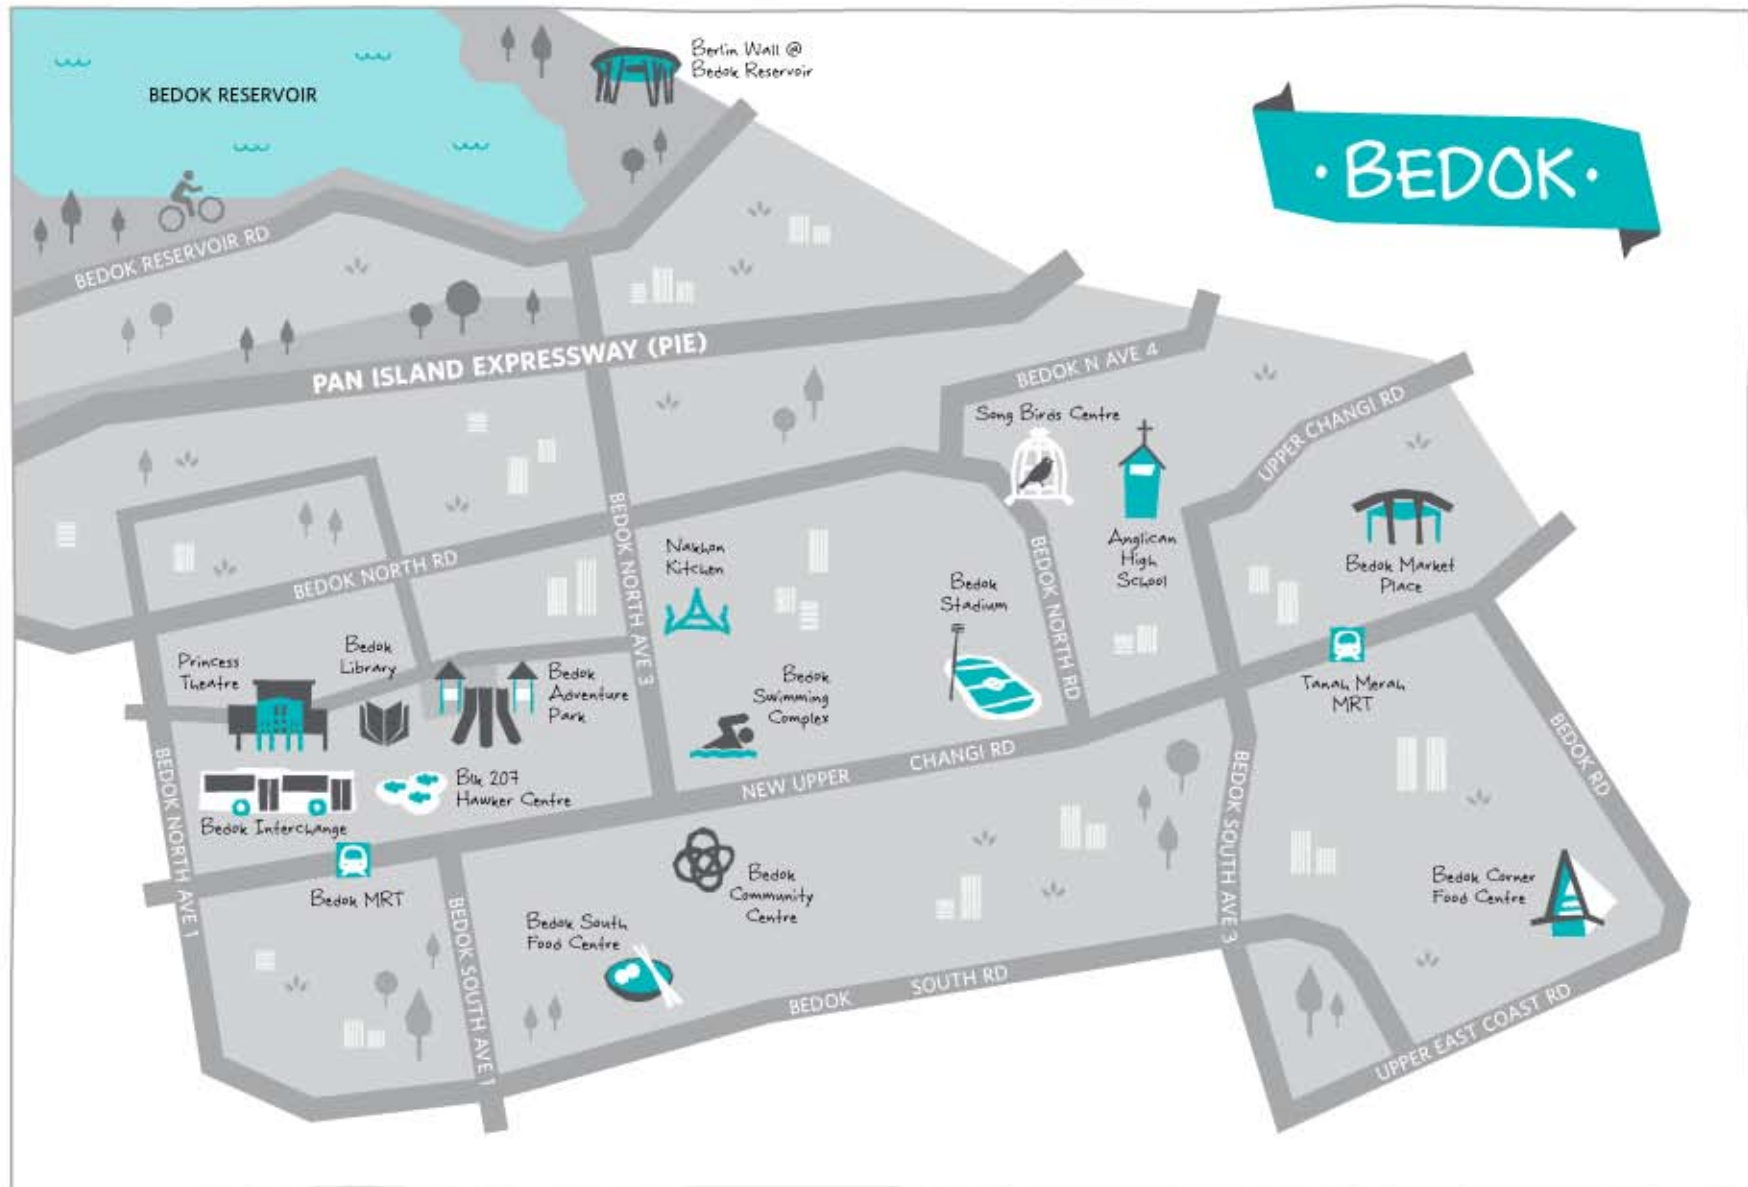 Berlin Wall @
Bedok Reservoir
BEDOK RESERVOIR
· BEDOK ·
BEDOK RESERVOIR RD
PAN ISLAND EXPRESSWAY (PIE)
BEDOK N AVE 4
Song Birds Centre
UPPER CHANGI RD
Anglican
High
School
Bedok Market
Place
BEDOK NORTH RD
BEDOK NORTH AVE 3
Nakhon
Kitchen
Bedok
Stadium
BEDOK NORTH RD
Princess
Theatre
Bedok
Library
Bedok
Adventure
Park
Bedok
Swimming
Complex
Tanah Merah
MRT
BEDOK RD
NEW UPPER CHANGI RD
BEDOK NORTH AVE 1
Bedok Interchange
Blk 207
Hawker Centre
Bedok MRT
BEDOK SOUTH AVE 3
Bedok
Community
Centre
Bedok Corner
Food Centre
BEDOK SOUTH AVE 1
Bedok South
Food Centre
BEDOK SOUTH RD
UPPER EAST COAST RD